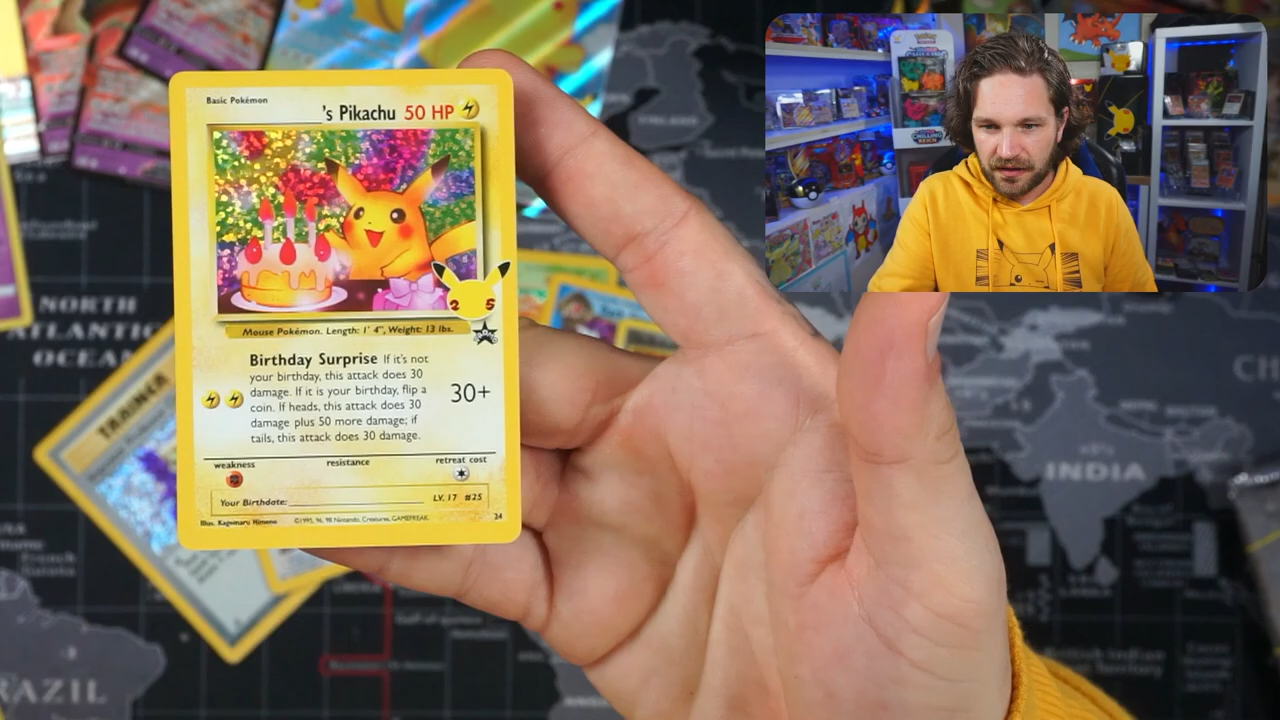 Basic Pokémon
's Pikachu 50 HP
25
Mouse Pokémon. Length: 1' 4", Weight: 13 lbs.
Birthday Surprise If it's not
your birthday, this attack does 30
damage. If it is your birthday, flip a
coin. If heads, this attack does 30
damage plus 50 more damage; if
tails, this attack does 30 damage.
30+
weakness resistance retreat cost
Your Birthdate:
LV. 17 #25
Illus. Kagemaru Himeno ©1995, 96, 98 Nintendo, Creatures, GAMEFREAK. 24
TRAINER
NORTH
ATLANTIC
OCEAN
INDIA
CHILLING
REIGN